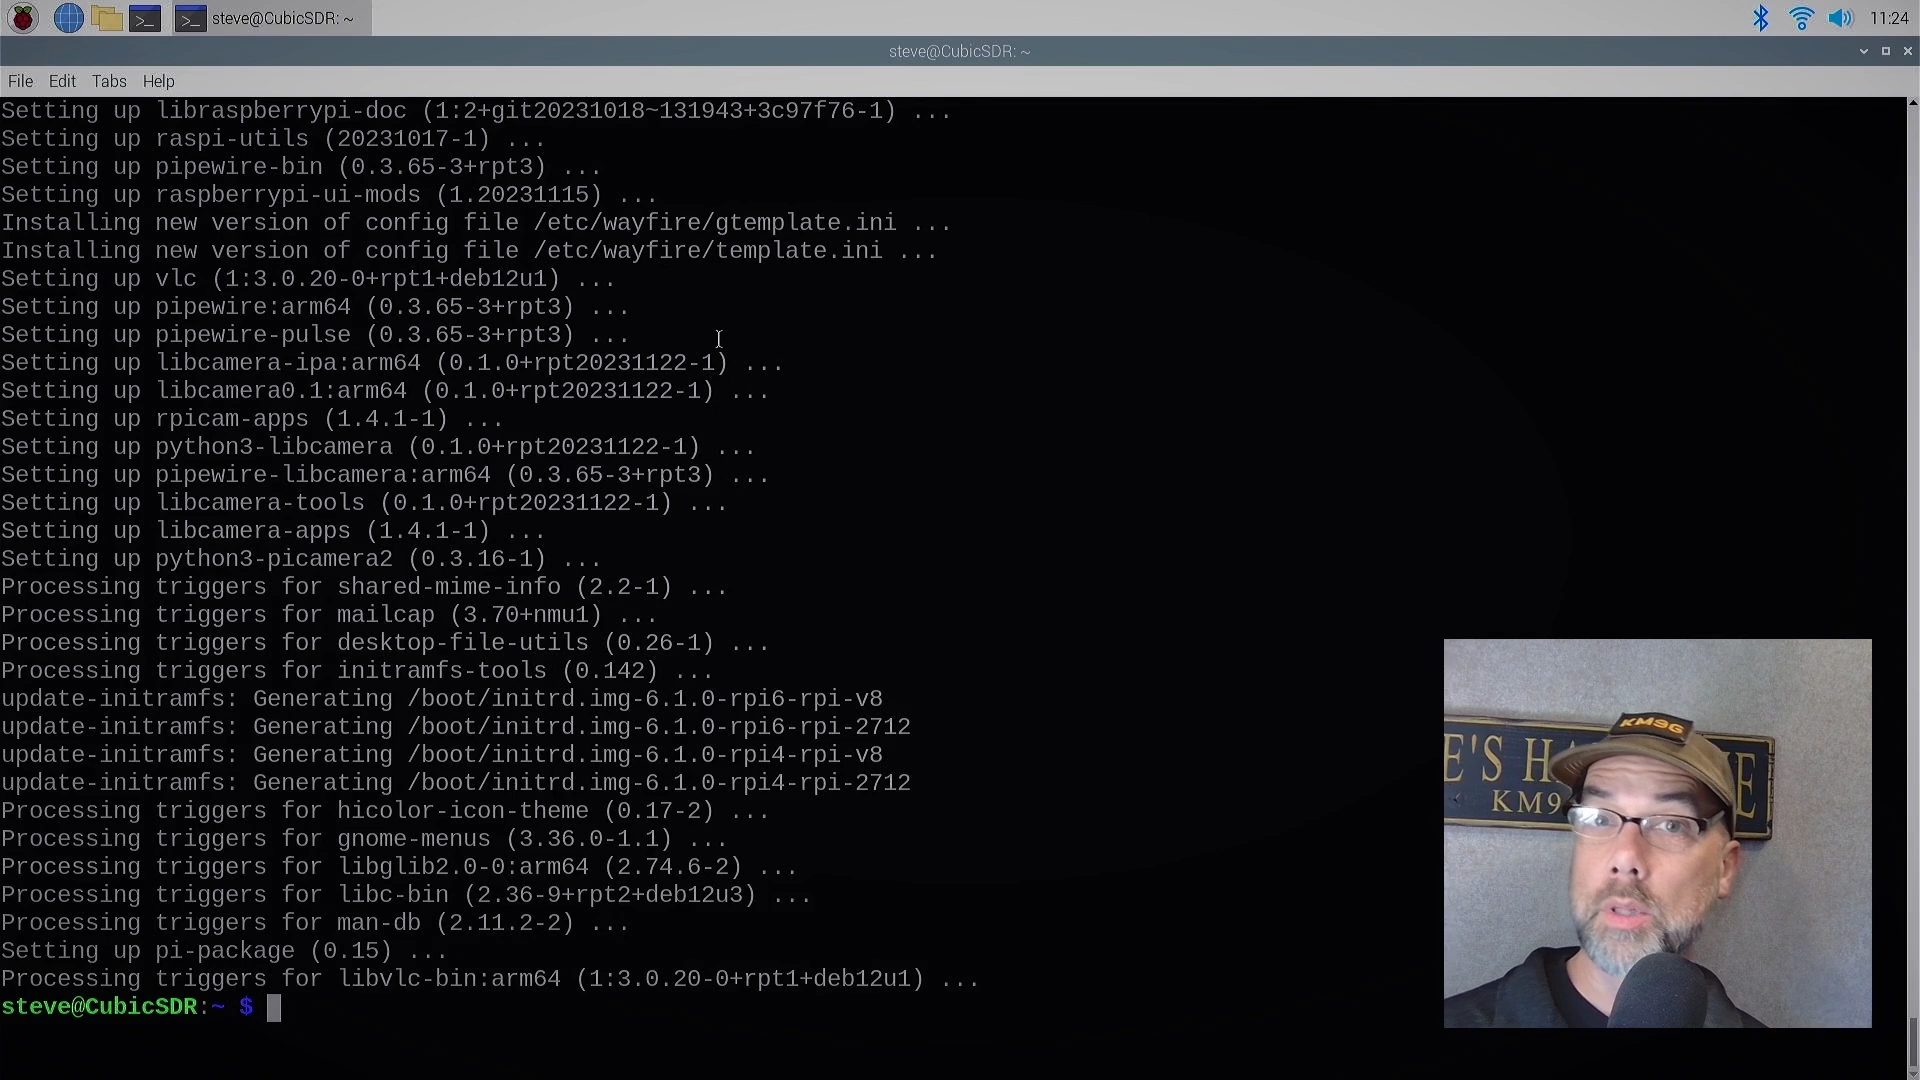 steve@CubicSDR: ~
11:24
steve@CubicSDR: ~
File Edit Tabs Help
Setting up libraspberrypi-doc (1:2+git20231018~131943+3c97f76-1) ...
Setting up raspi-utils (20231017-1) ...
Setting up pipewire-bin (0.3.65-3+rpt3) ...
Setting up raspberrypi-ui-mods (1.20231115) ...
Installing new version of config file /etc/wayfire/gtemplate.ini ...
Installing new version of config file /etc/wayfire/template.ini ...
Setting up vlc (1:3.0.20-0+rpt1+deb12u1) ...
Setting up pipewire:arm64 (0.3.65-3+rpt3) ...
Setting up pipewire-pulse (0.3.65-3+rpt3) ...
Setting up libcamera-ipa:arm64 (0.1.0+rpt20231122-1) ...
Setting up libcamera0.1:arm64 (0.1.0+rpt20231122-1) ...
Setting up rpicam-apps (1.4.1-1) ...
Setting up python3-libcamera (0.1.0+rpt20231122-1) ...
Setting up pipewire-libcamera:arm64 (0.3.65-3+rpt3) ...
Setting up libcamera-tools (0.1.0+rpt20231122-1) ...
Setting up libcamera-apps (1.4.1-1) ...
Setting up python3-picamera2 (0.3.16-1) ...
Processing triggers for shared-mime-info (2.2-1) ...
Processing triggers for mailcap (3.70+nmu1) ...
Processing triggers for desktop-file-utils (0.26-1) ...
Processing triggers for initramfs-tools (0.142) ...
update-initramfs: Generating /boot/initrd.img-6.1.0-rpi6-rpi-v8
update-initramfs: Generating /boot/initrd.img-6.1.0-rpi6-rpi-2712
update-initramfs: Generating /boot/initrd.img-6.1.0-rpi4-rpi-v8
update-initramfs: Generating /boot/initrd.img-6.1.0-rpi4-rpi-2712
Processing triggers for hicolor-icon-theme (0.17-2) ...
Processing triggers for gnome-menus (3.36.0-1.1) ...
Processing triggers for libglib2.0-0:arm64 (2.74.6-2) ...
Processing triggers for libc-bin (2.36-9+rpt2+deb12u3) ...
Processing triggers for man-db (2.11.2-2) ...
Setting up pi-package (0.15) ...
Processing triggers for libvlc-bin:arm64 (1:3.0.20-0+rpt1+deb12u1) ...
steve@CubicSDR:~ $
KM9G
E'S HA
KM9